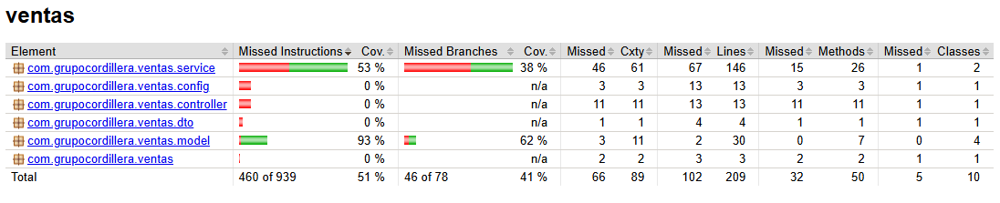 ventas
Element Missed Instructions Cov. Missed Branches Cov. Missed Cxty Missed Lines Missed Methods Missed Classes
com.grupocordillera.ventas.service 53 % 38 % 46 61 67 146 15 26 1 2
com.grupocordillera.ventas.config 0 % n/a 3 3 13 13 3 3 1 1
com.grupocordillera.ventas.controller 0 % n/a 11 11 13 13 11 11 1 1
com.grupocordillera.ventas.dto 0 % n/a 1 1 4 4 1 1 1 1
com.grupocordillera.ventas.model 93 % 62 % 3 11 2 30 0 7 0 4
com.grupocordillera.ventas 0 % n/a 2 2 3 3 2 2 1 1
Total 460 of 939 51 % 46 of 78 41 % 66 89 102 209 32 50 5 10